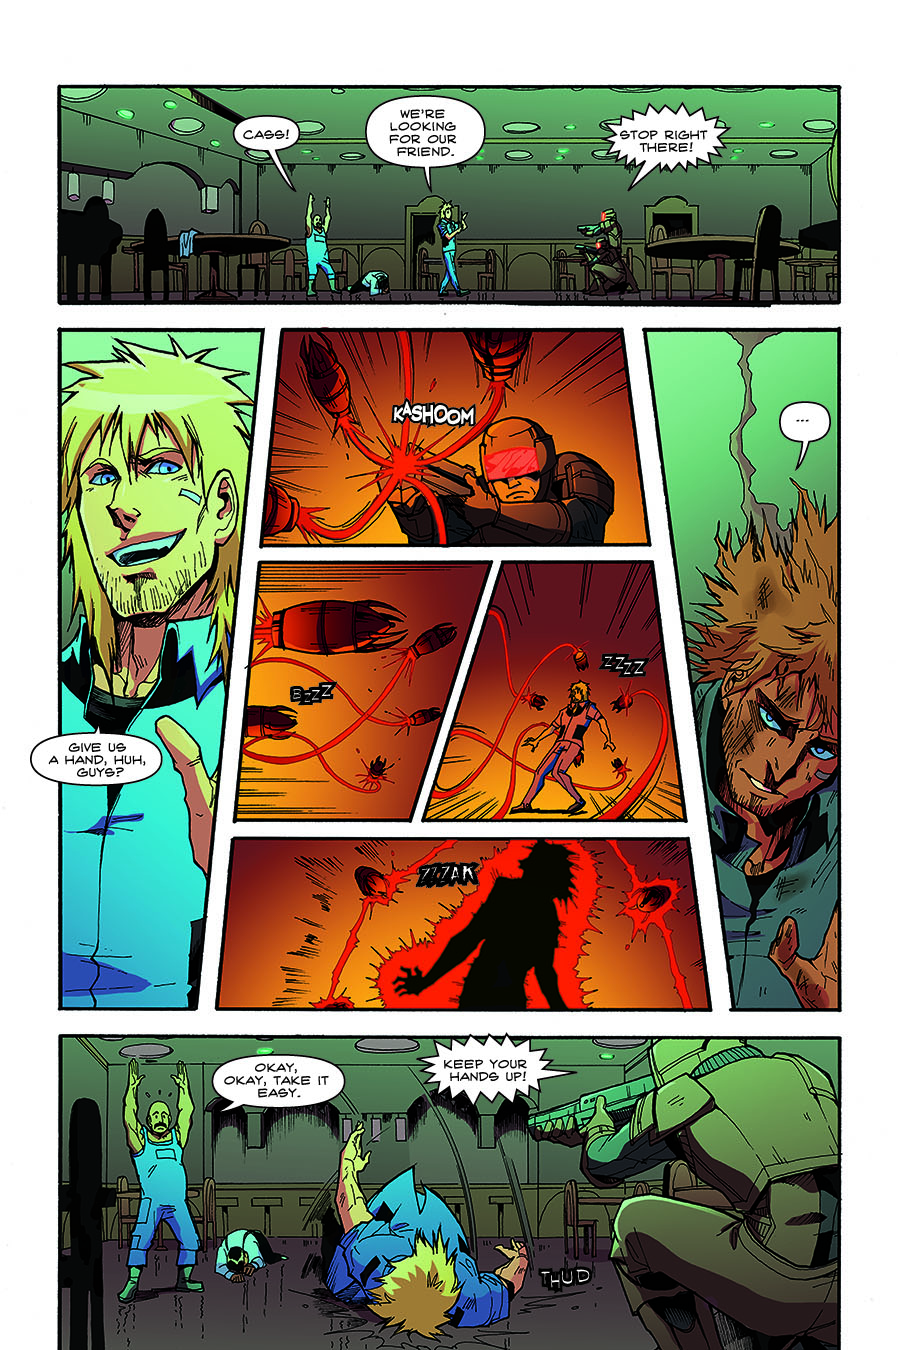 CASS!
WE'RE
LOOKING
FOR OUR
FRIEND.
STOP RIGHT
THERE!
GIVE US
A HAND, HUH,
GUYS?
KASHOOM
BZZZ
ZZZZ
ZZZAK
...
OKAY,
OKAY, TAKE IT
EASY.
KEEP YOUR
HANDS UP!
THUD